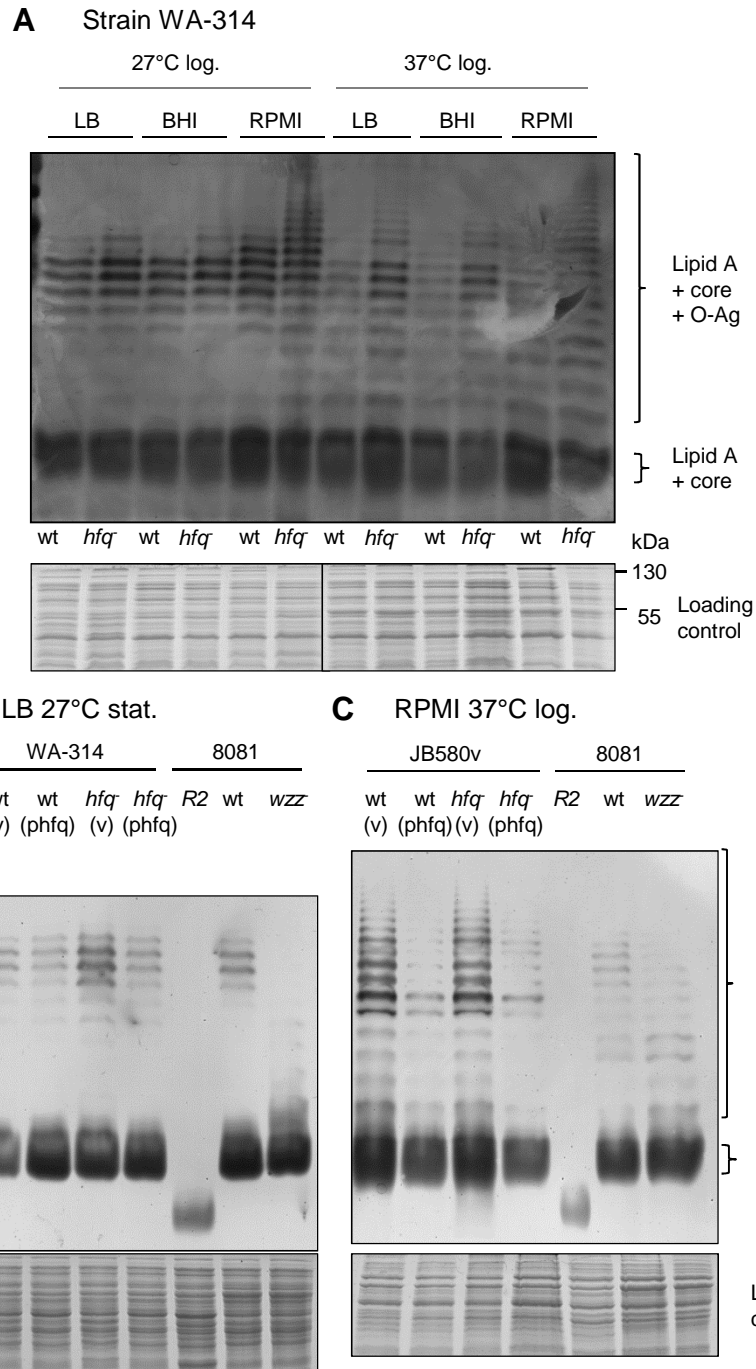 A Strain WA-314
27°C log. 37°C log.
LB BHI RPMI LB BHI RPMI
Lipid A
+ core
+ O-Ag
Lipid A
+ core
wt hfq- wt hfq- wt hfq- wt hfq- wt hfq- wt hfq-
kDa
130
55
Loading
control
LB 27°C stat.
WA-314 8081
wt hfq- hfq- R2 wt wzz-
(phfq) (v) (phfq)
C RPMI 37°C log.
JB580v 8081
wt wt hfq- hfq- R2 wt wzz-
(v) (phfq) (v) (phfq)